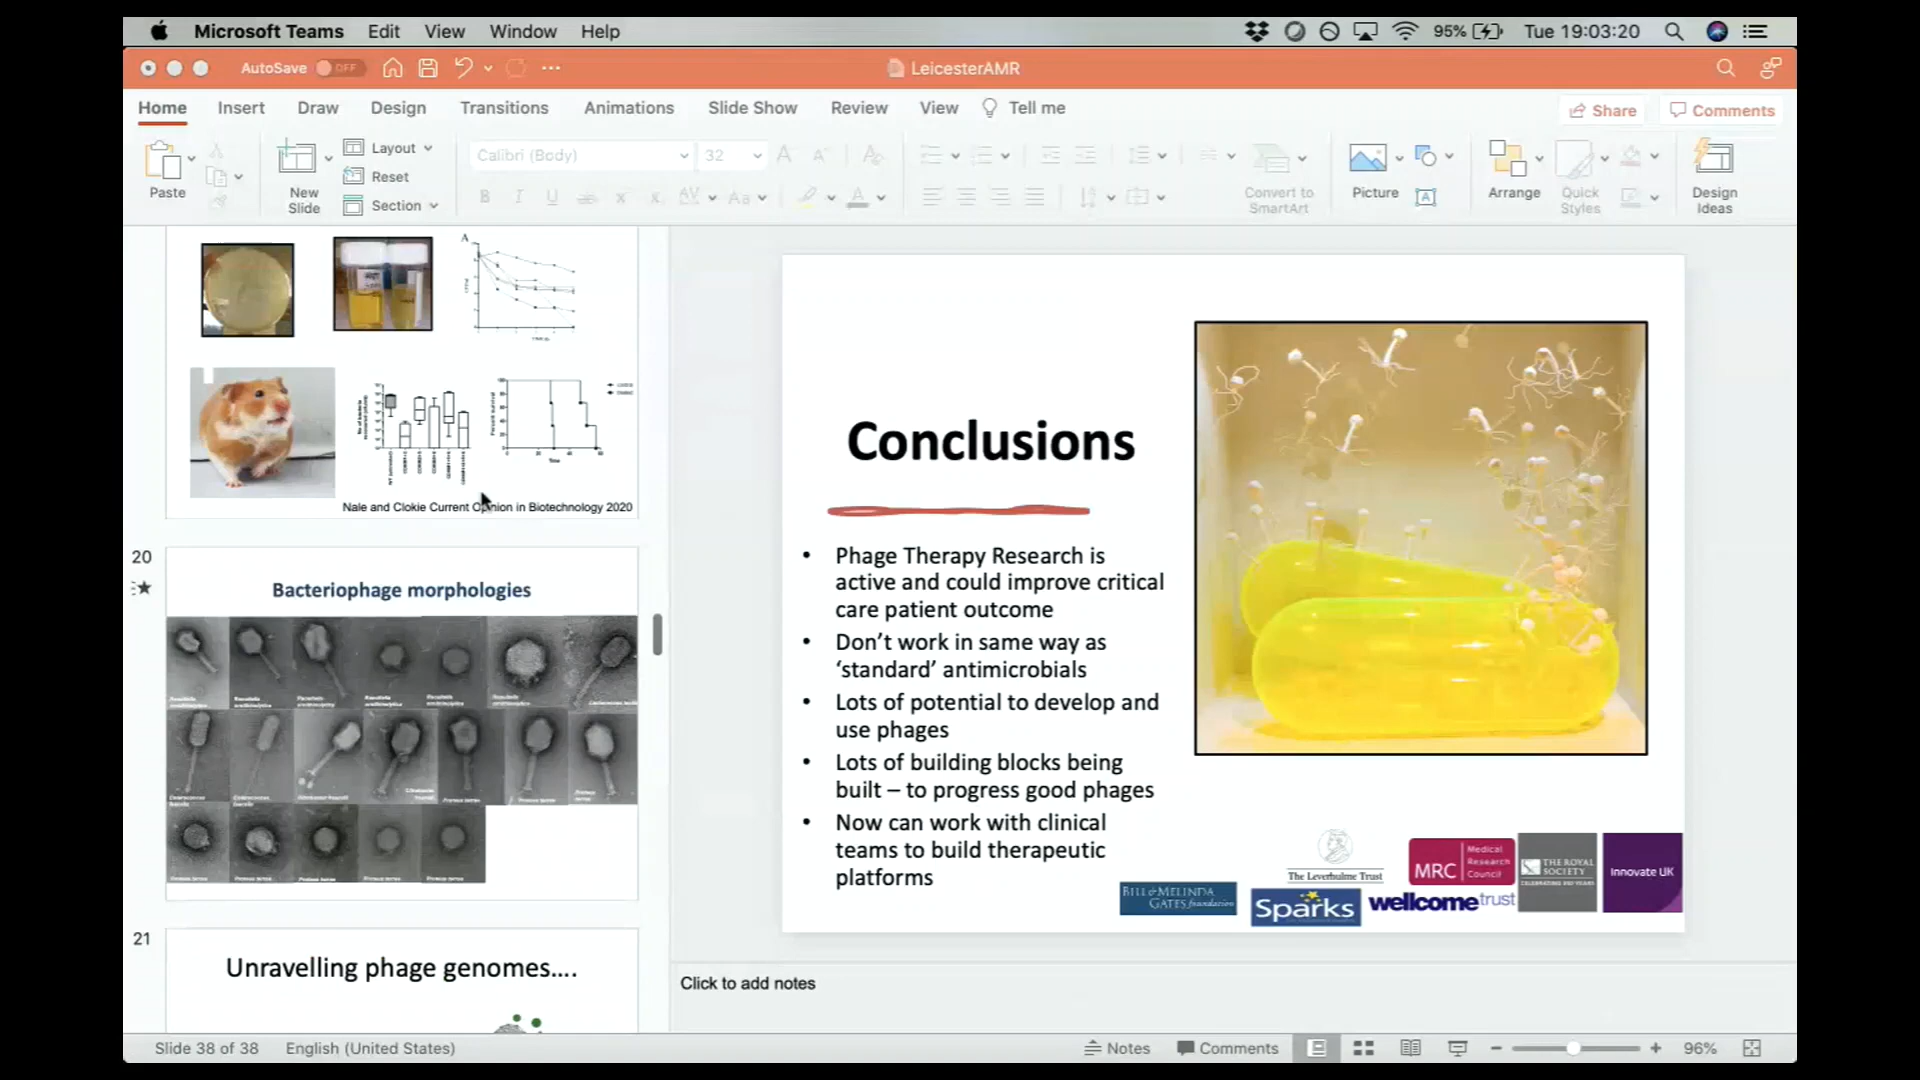 Microsoft Teams Edit View Window Help 95% Tue 19:03:20
AutoSave OFF LeicesterAMR
Home Insert Draw Design Transitions Animations Slide Show Review View Tell me Share Comments
Paste New Slide Layout Reset Section
Calibri (Body) 32
Convert to SmartArt Picture Arrange Quick Styles Design Ideas
A
Nale and Clokie Current Opinion in Biotechnology 2020
20
Bacteriophage morphologies
21
Unravelling phage genomes....
Conclusions
• Phage Therapy Research is
active and could improve critical
care patient outcome
• Don't work in same way as
'standard' antimicrobials
• Lots of potential to develop and
use phages
• Lots of building blocks being
built – to progress good phages
• Now can work with clinical
teams to build therapeutic
platforms
BILL & MELINDA
GATES foundation
The Leverhulme Trust
Sparks
MRC Medical
Research
Council
wellcome trust
THE ROYAL
SOCIETY
Innovate UK
Click to add notes
Slide 38 of 38 English (United States) Notes Comments 96%